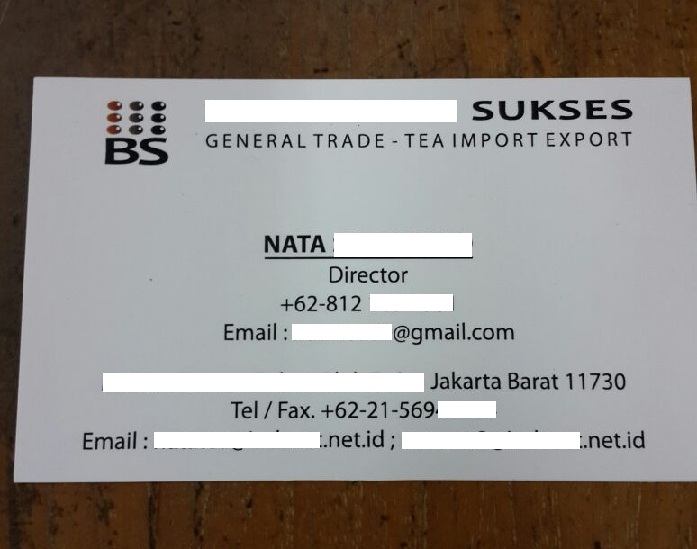 BS
SUKSES
GENERAL TRADE - TEA IMPORT EXPORT
NATA
Director
+62-812
Email : @gmail.com
Jakarta Barat 11730
Tel / Fax. +62-21-569
Email : .net.id ; .net.id